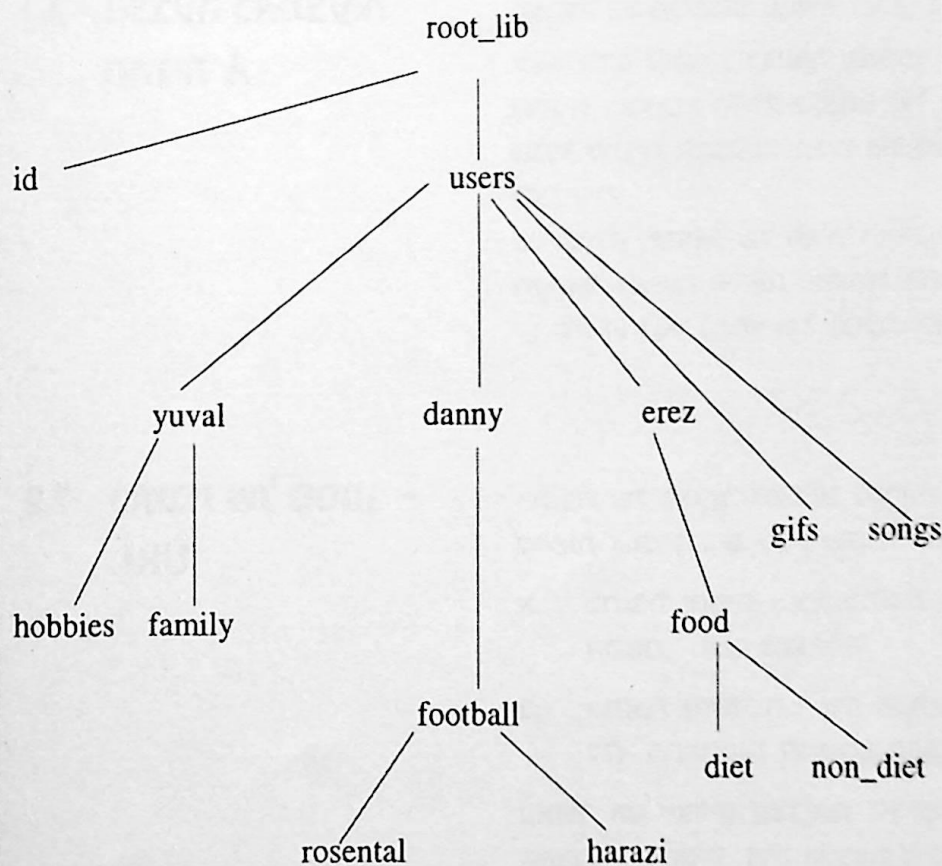 root_lib
id
users
yuval
danny
erez
gifs
songs
hobbies
family
food
football
diet
non_diet
rosental
harazi